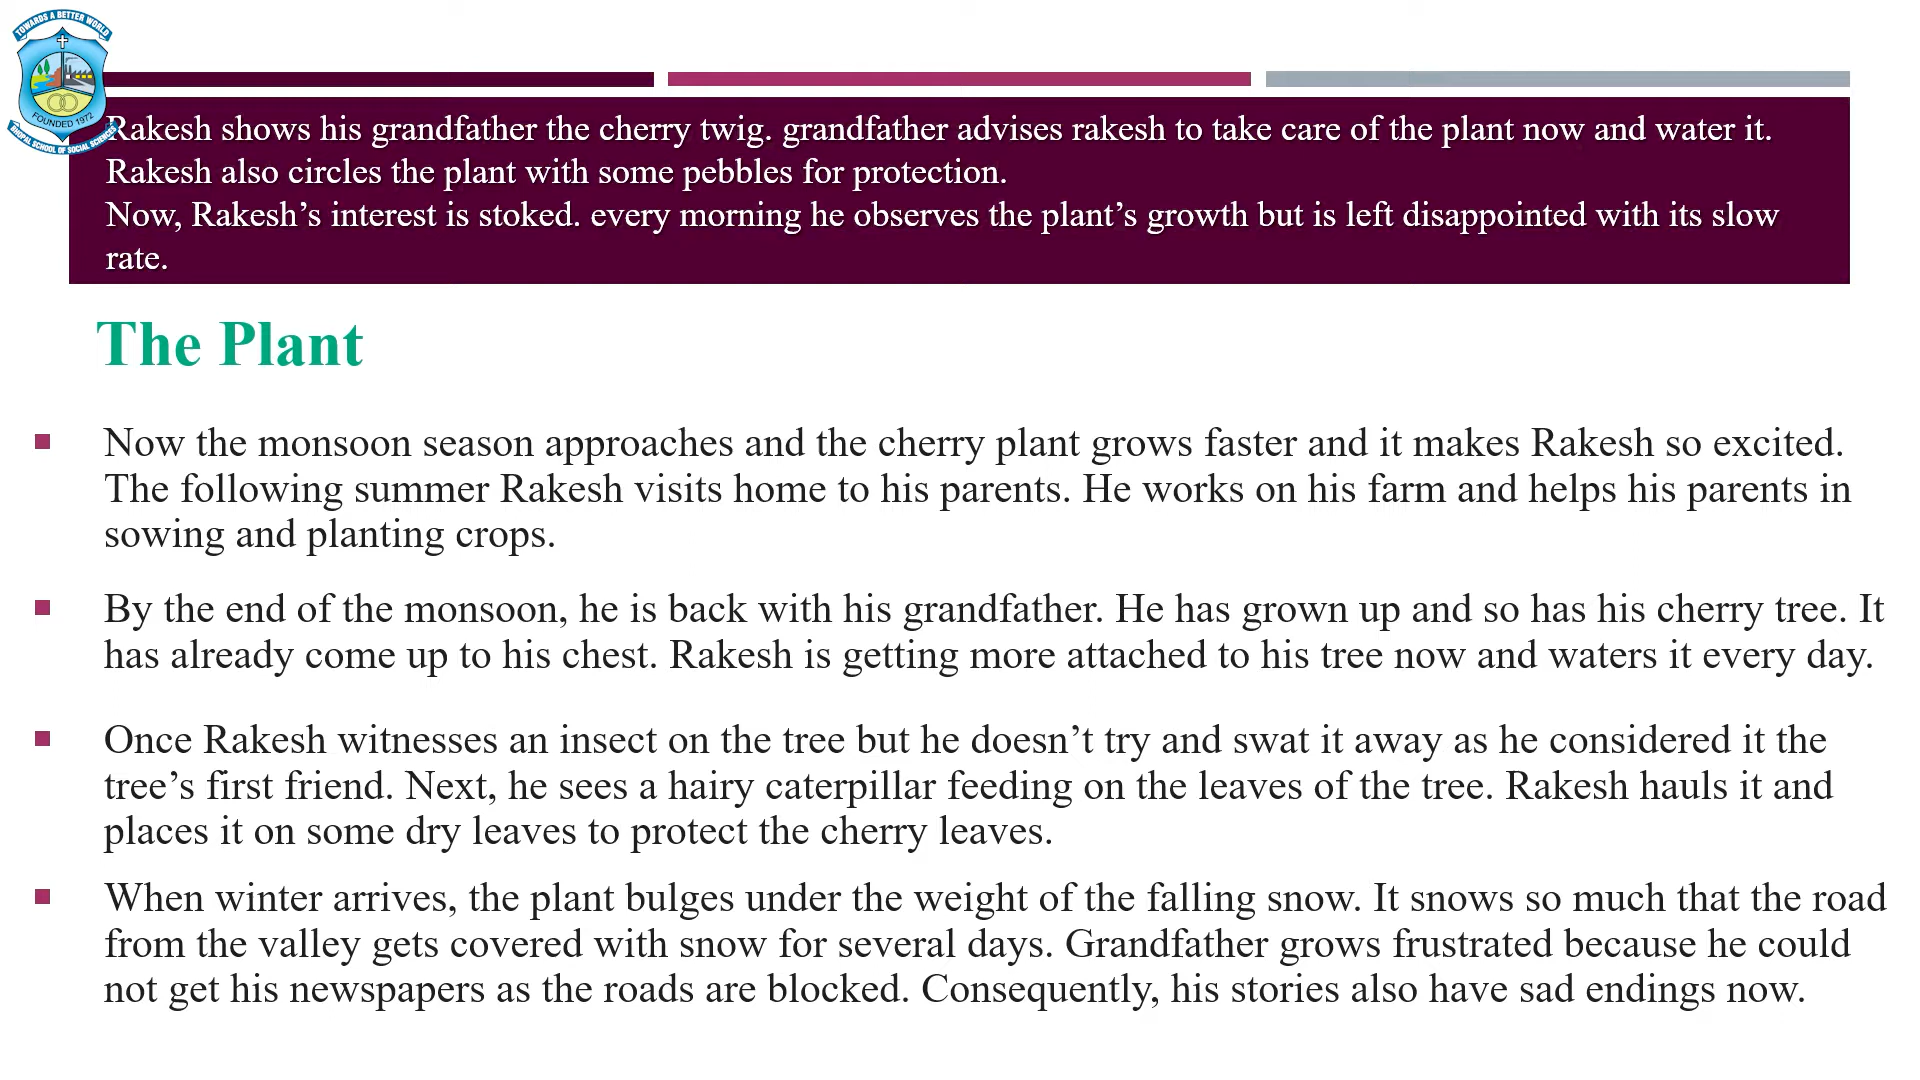 TOWARDS A BETTER WORLD
FOUNDED 1972
BHOPAL SCHOOL OF SOCIAL SCIENCES
Rakesh shows his grandfather the cherry twig. grandfather advises rakesh to take care of the plant now and water it.
Rakesh also circles the plant with some pebbles for protection.
Now, Rakesh’s interest is stoked. every morning he observes the plant’s growth but is left disappointed with its slow
rate.
The Plant
Now the monsoon season approaches and the cherry plant grows faster and it makes Rakesh so excited.
The following summer Rakesh visits home to his parents. He works on his farm and helps his parents in
sowing and planting crops.
By the end of the monsoon, he is back with his grandfather. He has grown up and so has his cherry tree. It
has already come up to his chest. Rakesh is getting more attached to his tree now and waters it every day.
Once Rakesh witnesses an insect on the tree but he doesn’t try and swat it away as he considered it the
tree’s first friend. Next, he sees a hairy caterpillar feeding on the leaves of the tree. Rakesh hauls it and
places it on some dry leaves to protect the cherry leaves.
When winter arrives, the plant bulges under the weight of the falling snow. It snows so much that the road
from the valley gets covered with snow for several days. Grandfather grows frustrated because he could
not get his newspapers as the roads are blocked. Consequently, his stories also have sad endings now.